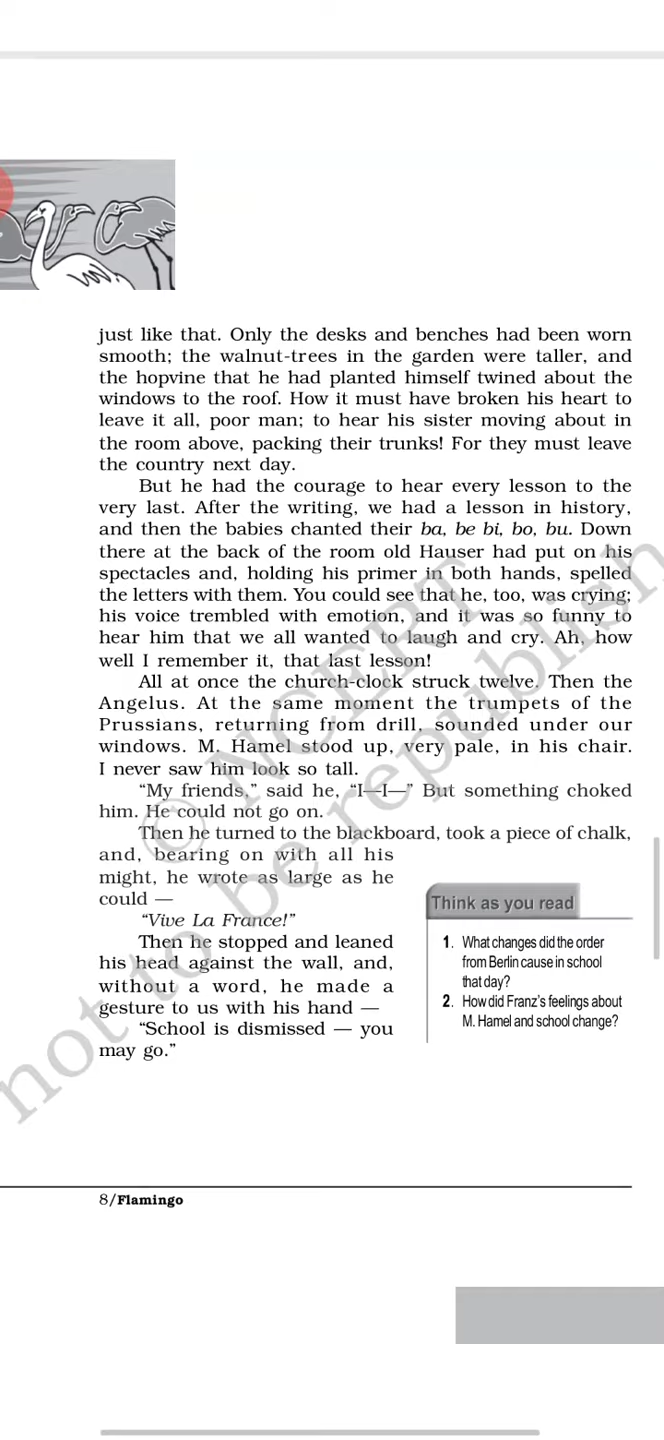 just like that. Only the desks and benches had been worn
smooth; the walnut-trees in the garden were taller, and
the hopvine that he had planted himself twined about the
windows to the roof. How it must have broken his heart to
leave it all, poor man; to hear his sister moving about in
the room above, packing their trunks! For they must leave
the country next day.
But he had the courage to hear every lesson to the
very last. After the writing, we had a lesson in history,
and then the babies chanted their ba, be bi, bo, bu. Down
there at the back of the room old Hauser had put on his
spectacles and, holding his primer in both hands, spelled
the letters with them. You could see that he, too, was crying;
his voice trembled with emotion, and it was so funny to
hear him that we all wanted to laugh and cry. Ah, how
well I remember it, that last lesson!
All at once the church-clock struck twelve. Then the
Angelus. At the same moment the trumpets of the
Prussians, returning from drill, sounded under our
windows. M. Hamel stood up, very pale, in his chair.
I never saw him look so tall.
“My friends,” said he, “I—I—” But something choked
him. He could not go on.
Then he turned to the blackboard, took a piece of chalk,
and, bearing on with all his
might, he wrote as large as he
could —
“Vive La France!”
Then he stopped and leaned
his head against the wall, and,
without a word, he made a
gesture to us with his hand —
“School is dismissed — you
may go.”
Think as you read
1. What changes did the order
from Berlin cause in school
that day?
2. How did Franz’s feelings about
M. Hamel and school change?
8/Flamingo
© NCERT
not to be republish